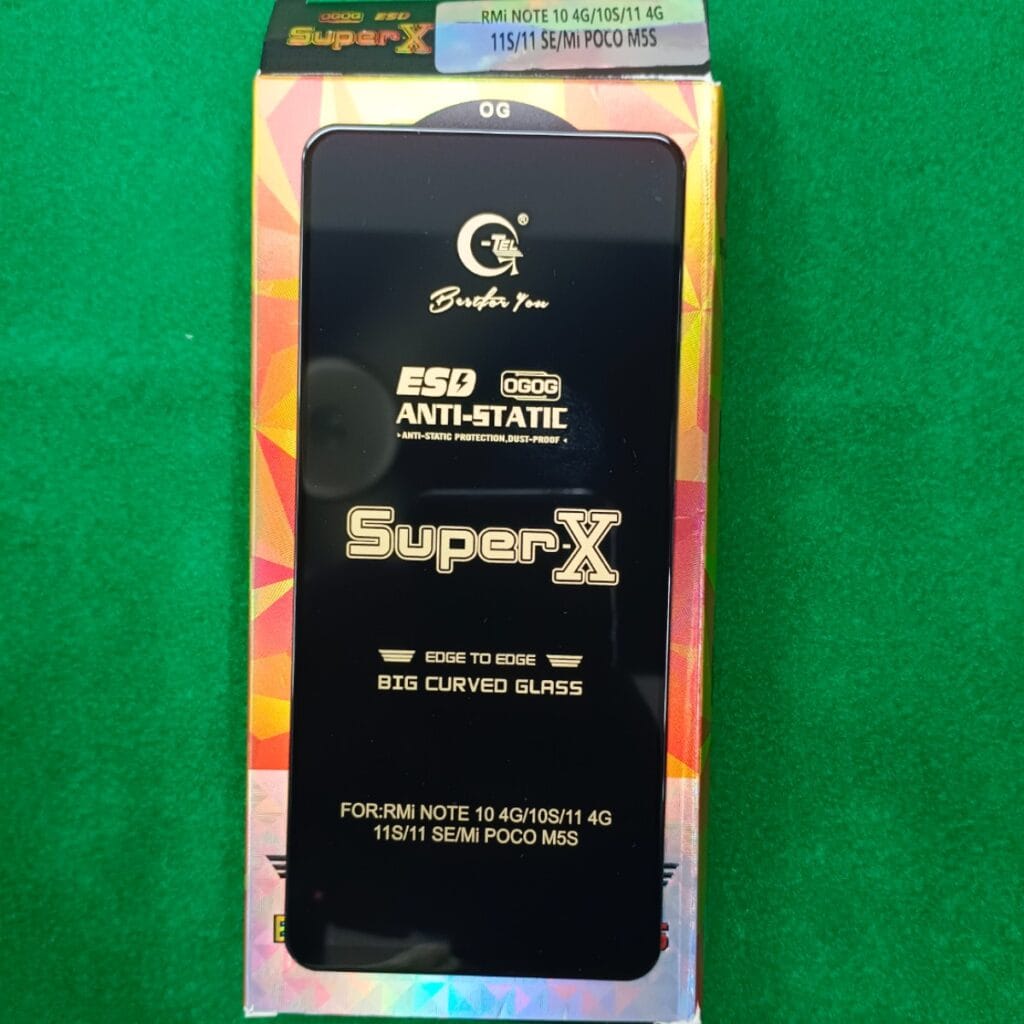 OGOG ESD
Super-X
RMi NOTE 10 4G/10S/11 4G
11S/11 SE/Mi POCO M5S
OG
-TEL®
Best for You
ESD OGOG
ANTI-STATIC
ANTI-STATIC PROTECTION,DUST-PROOF
Super-X
EDGE TO EDGE
BIG CURVED GLASS
FOR:RMi NOTE 10 4G/10S/11 4G
11S/11 SE/Mi POCO M5S